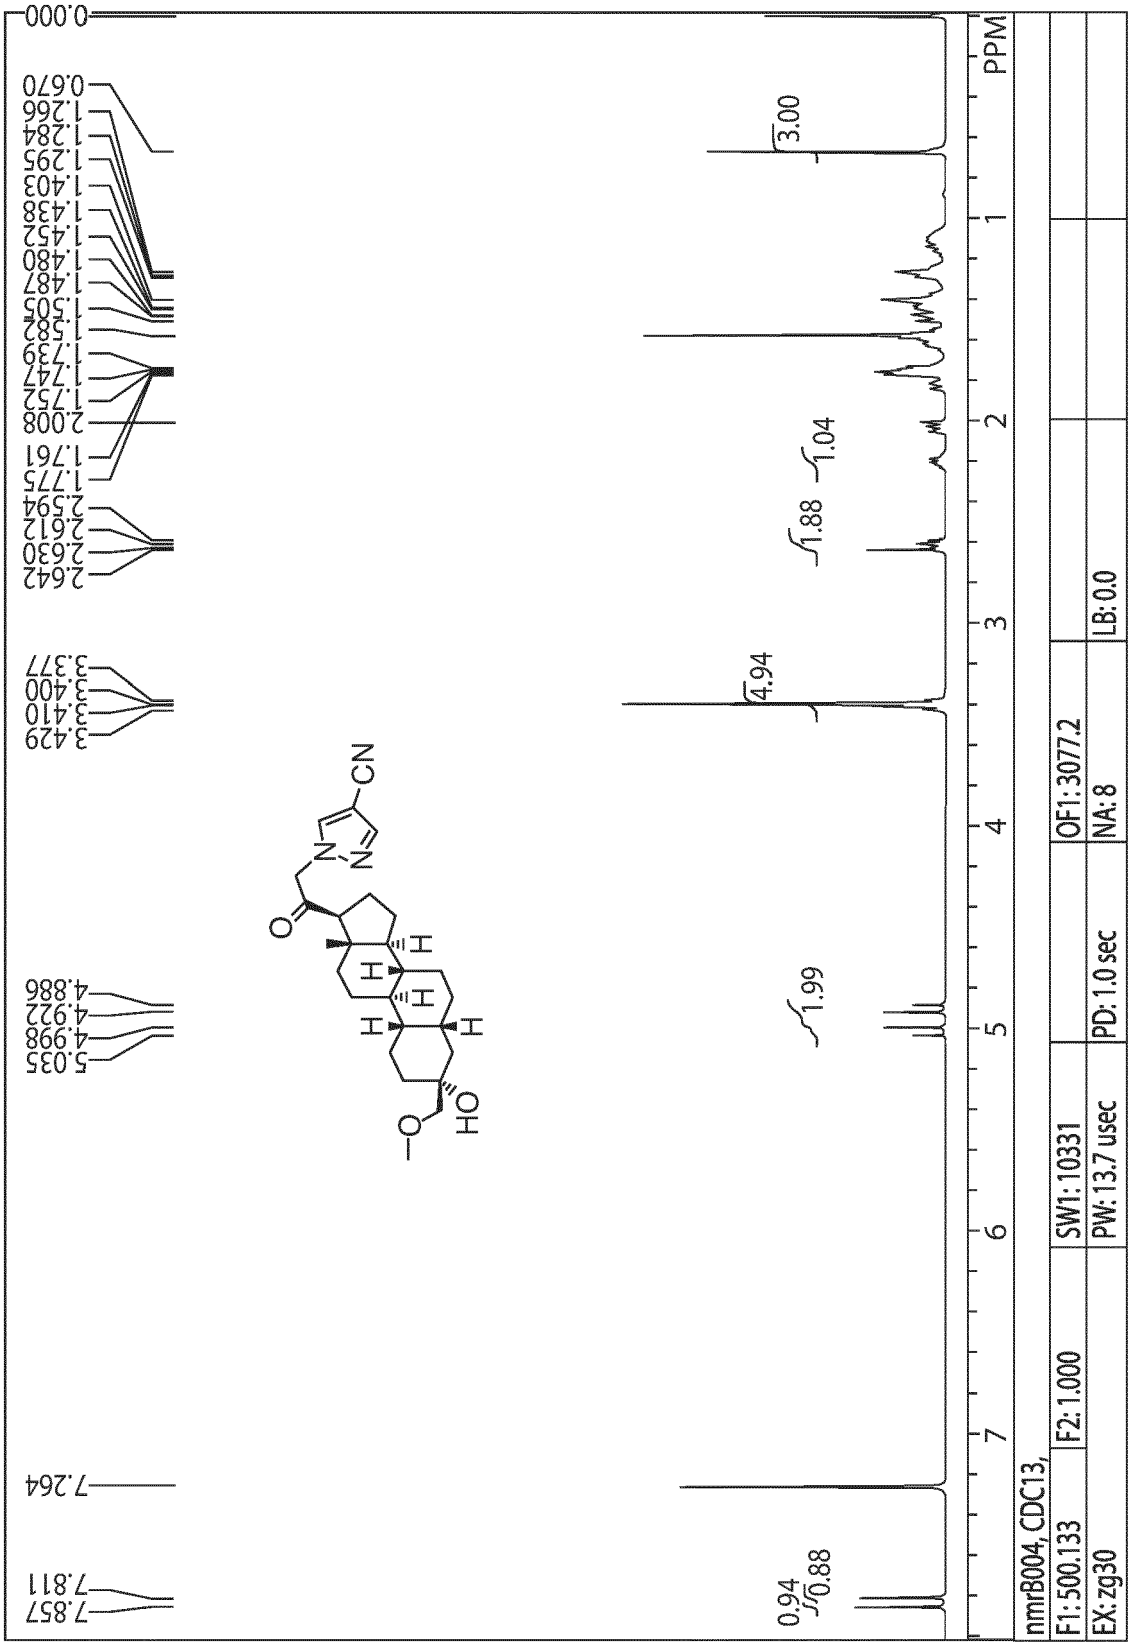 7.857
7.811
7.264
5.035
4.998
4.922
4.886
3.429
3.410
3.400
3.377
2.642
2.630
2.612
2.594
1.775
1.761
2.008
1.752
1.747
1.739
1.582
1.505
1.487
1.480
1.452
1.438
1.403
1.295
1.284
1.266
0.670
0.000
O
N
N
CN
H
H
H
H
H
O
HO
0.94
0.88
1.99
4.94
1.88
1.04
3.00
7
6
5
4
3
2
1
PPM
nmrB004, CDC13,
F1: 500.133
F2: 1.000
SW1: 10331
OF1: 3077.2
EX: zg30
PW: 13.7 usec
PD: 1.0 sec
NA: 8
LB: 0.0